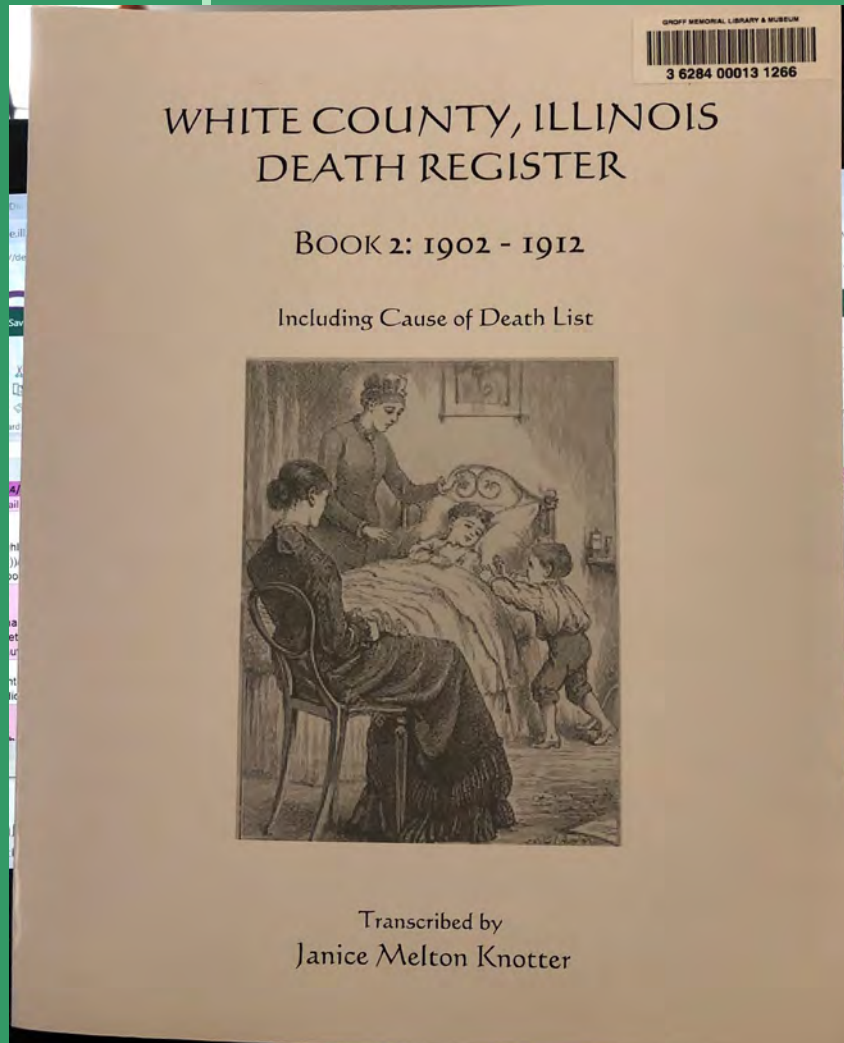 GROFF MEMORIAL LIBRARY & MUSEUM
3 6284 00013 1266
WHITE COUNTY, ILLINOIS
DEATH REGISTER
BOOK 2: 1902 - 1912
Including Cause of Death List
Transcribed by
Janice Melton Knotter